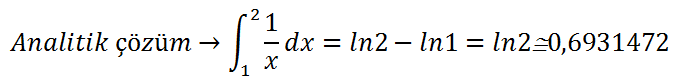 Analitik çözüm → ∫₁² 1/x dx = ln2 − ln1 = ln2≅0,6931472